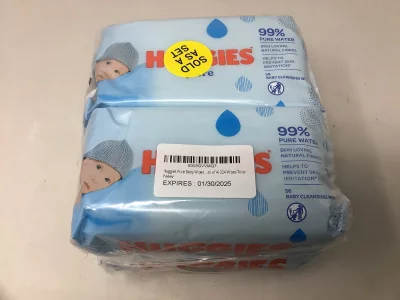 SOLD
AS A
SET
HUGGIES
99%
PURE WATER
SKIN LOVING
NATURAL FIBRES
HELPS TO
PREVENT SKIN
IRRITATION*
56
BABY CLEANSING
99%
PURE WATER
SKIN LOVING
NATURAL FIBRES
HELPS TO
PREVENT SKIN
IRRITATION*
56
BABY CLEANSING
EXPIRES : 01/30/2025
HUGGIES